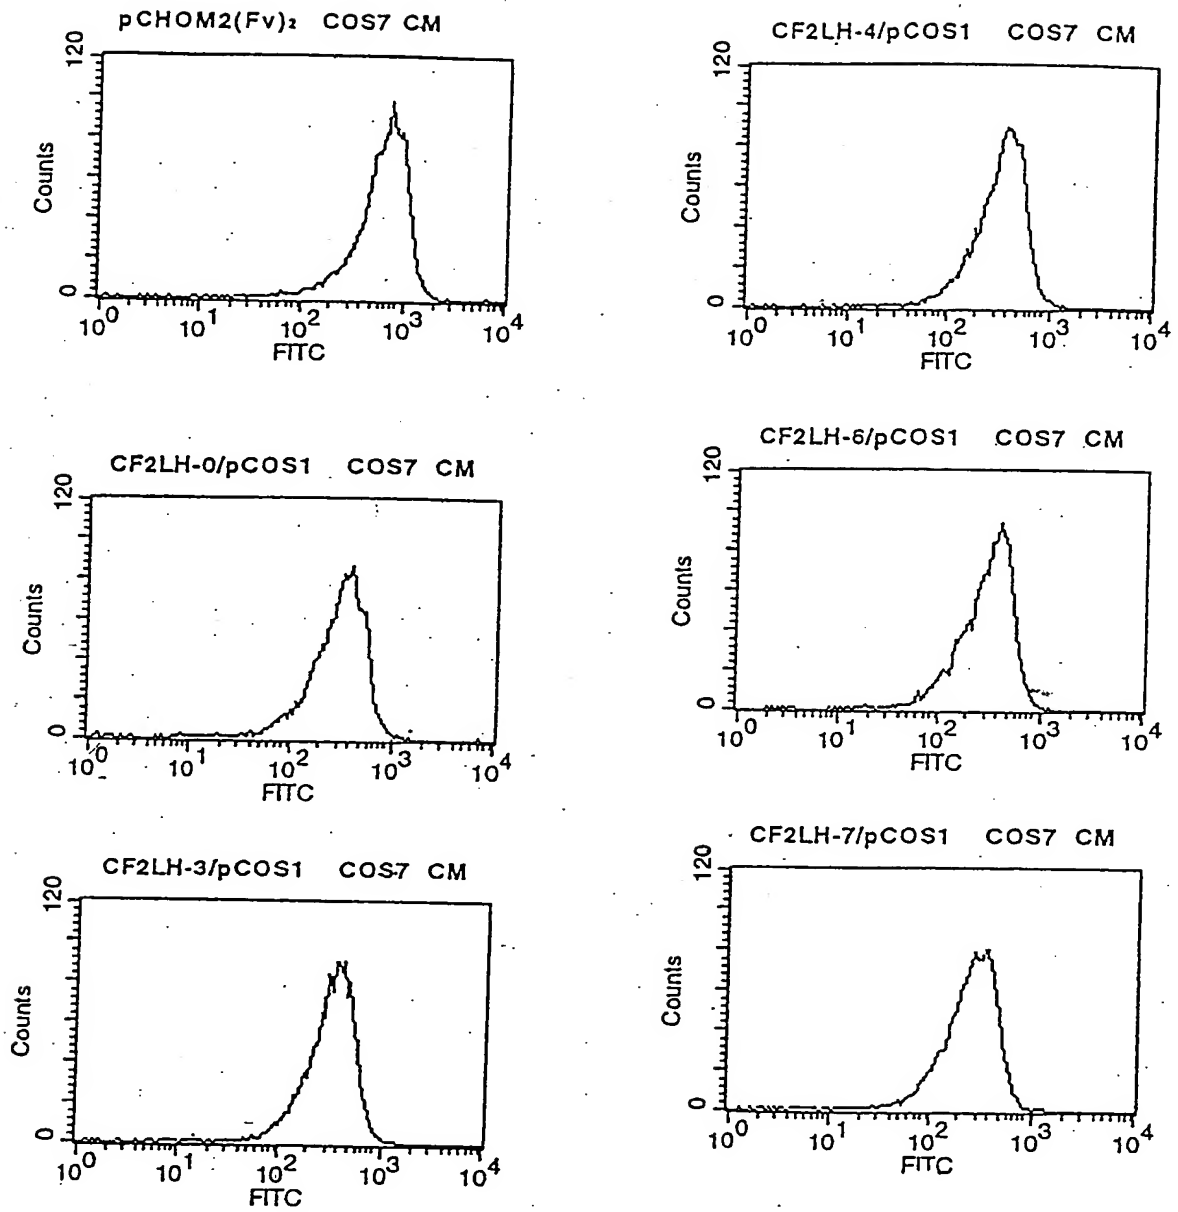 pCHOM2(Fv)₂ COS7 CM
120
Counts
0
10⁰ 10¹ 10² 10³ 10⁴
FITC
CF2LH-0/pCOS1 COS7 CM
120
Counts
0
10⁰ 10¹ 10² 10³ 10⁴
FITC
CF2LH-3/pCOS1 COS7 CM
120
Counts
0
10⁰ 10¹ 10² 10³ 10⁴
FITC
CF2LH-4/pCOS1 COS7 CM
120
Counts
0
10⁰ 10¹ 10² 10³ 10⁴
FITC
CF2LH-6/pCOS1 COS7 CM
120
Counts
0
10⁰ 10¹ 10² 10³ 10⁴
FITC
CF2LH-7/pCOS1 COS7 CM
120
Counts
0
10⁰ 10¹ 10² 10³ 10⁴
FITC